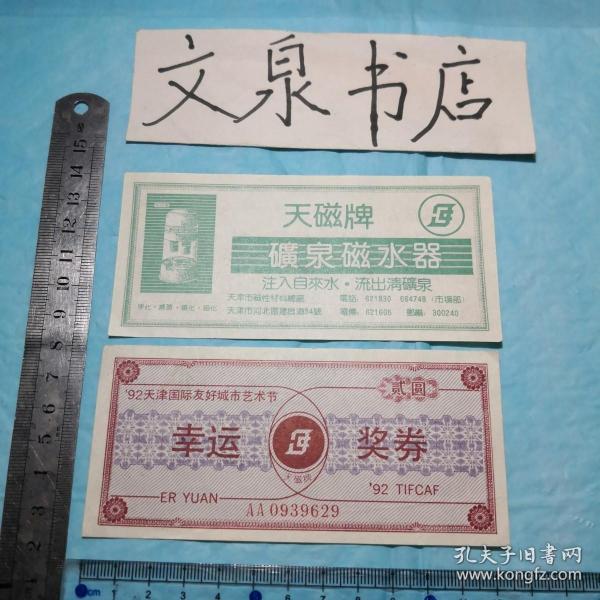 文泉书店
天磁牌
礦泉磁水器
注入自來水·流出清礦泉
天津市磁性材料總廠 電話: 621830 664748 (市場部)
天津市河北區建昌道84號 電傳: 621606 郵編: 300240
'92天津国际友好城市艺术节
贰圆
幸运 奖券
天磁牌
ER YUAN
'92 TIFCAF
AA 0939629
孔夫子旧书网
www.kongfz.com